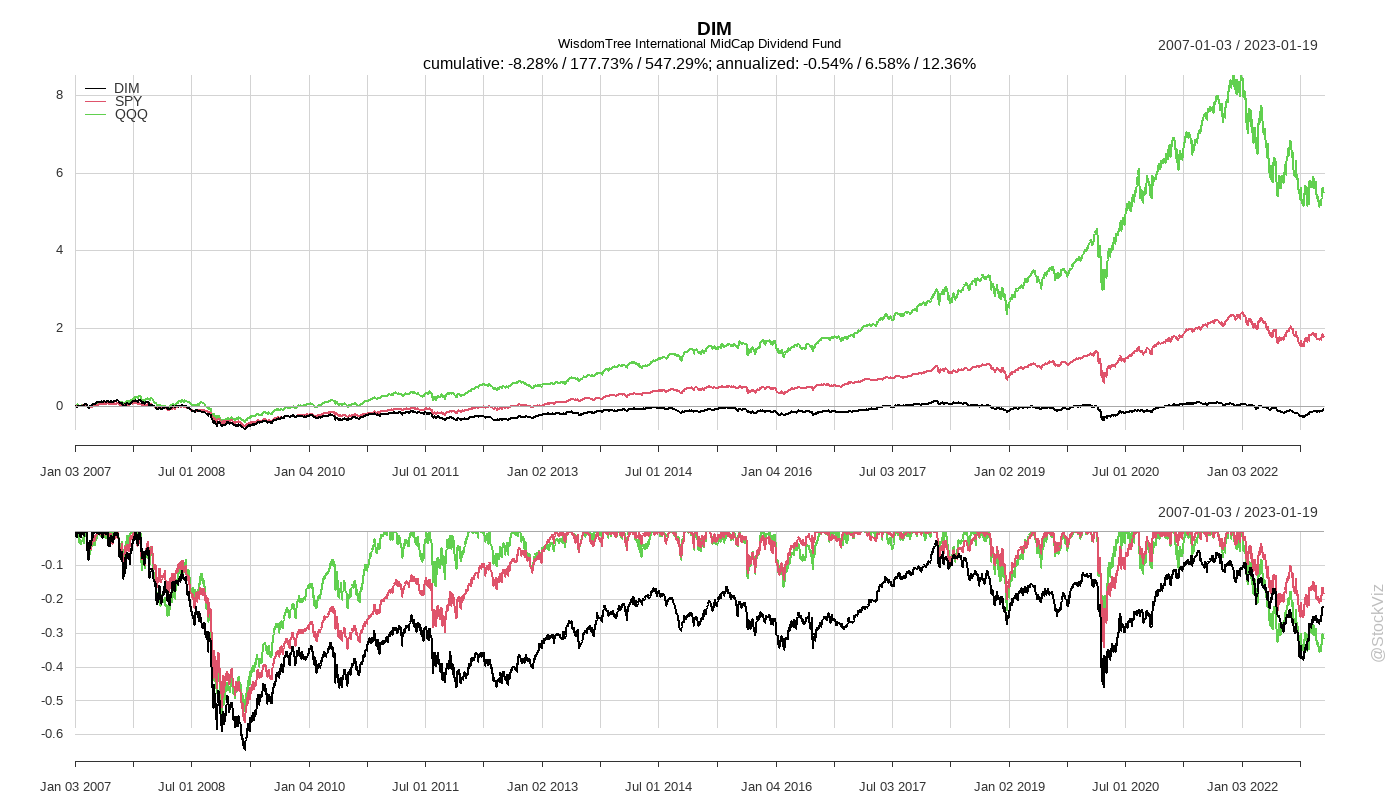 DIM
WisdomTree International MidCap Dividend Fund
2007-01-03 / 2023-01-19
cumulative: -8.28% / 177.73% / 547.29%; annualized: -0.54% / 6.58% / 12.36%
DIM
SPY
QQQ
8
6
4
2
0
Jan 03 2007 Jul 01 2008 Jan 04 2010 Jul 01 2011 Jan 02 2013 Jul 01 2014 Jan 04 2016 Jul 03 2017 Jan 02 2019 Jul 01 2020 Jan 03 2022
2007-01-03 / 2023-01-19
-0.1
-0.2
-0.3
-0.4
-0.5
-0.6
Jan 03 2007 Jul 01 2008 Jan 04 2010 Jul 01 2011 Jan 02 2013 Jul 01 2014 Jan 04 2016 Jul 03 2017 Jan 02 2019 Jul 01 2020 Jan 03 2022
@StockViz